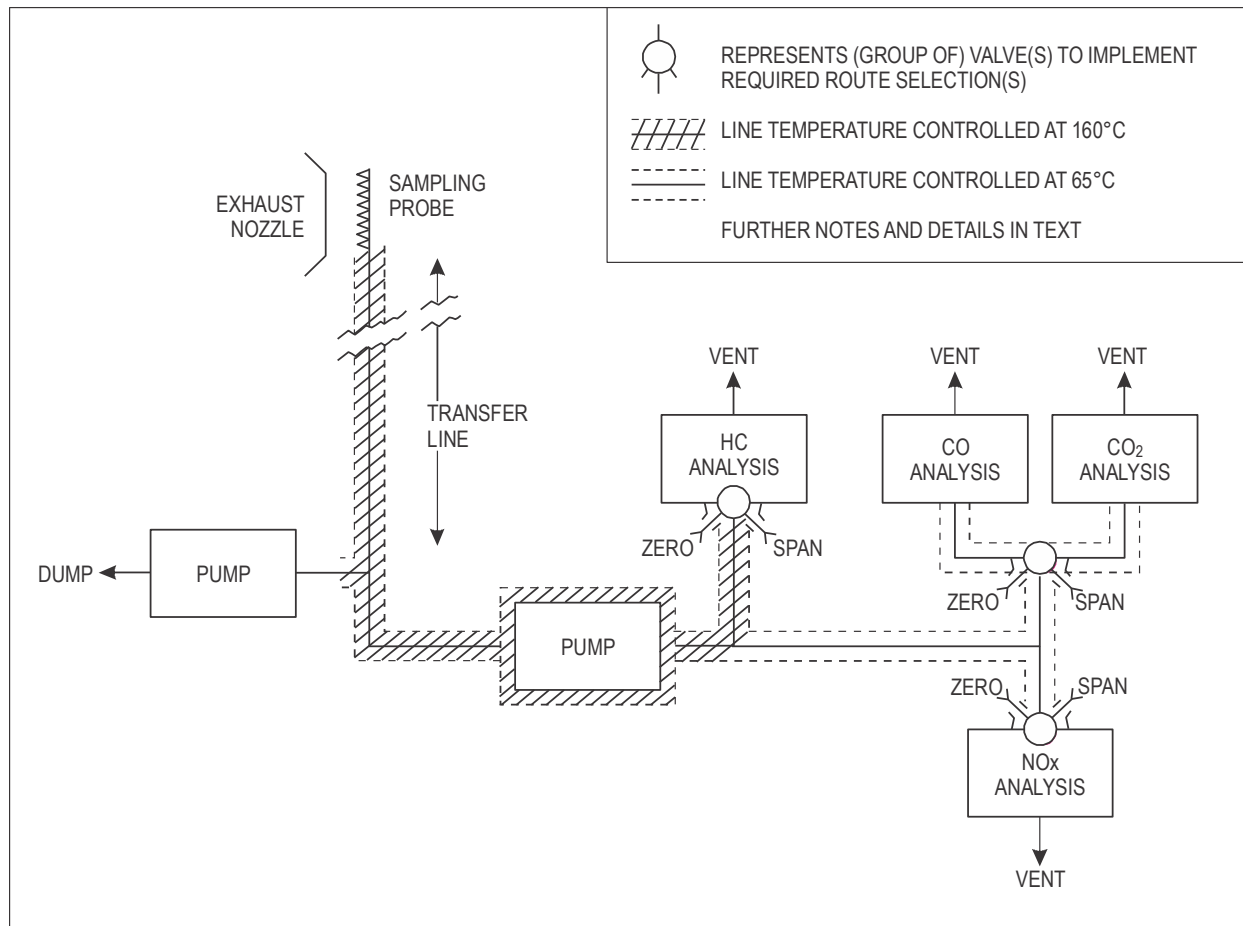 REPRESENTS (GROUP OF) VALVE(S) TO IMPLEMENT
REQUIRED ROUTE SELECTION(S)
LINE TEMPERATURE CONTROLLED AT 160°C
LINE TEMPERATURE CONTROLLED AT 65°C
FURTHER NOTES AND DETAILS IN TEXT
EXHAUST
NOZZLE
SAMPLING
PROBE
TRANSFER
LINE
VENT
VENT
VENT
HC
ANALYSIS
CO
ANALYSIS
CO₂
ANALYSIS
ZERO
SPAN
DUMP
PUMP
ZERO
SPAN
PUMP
ZERO
SPAN
NOx
ANALYSIS
VENT